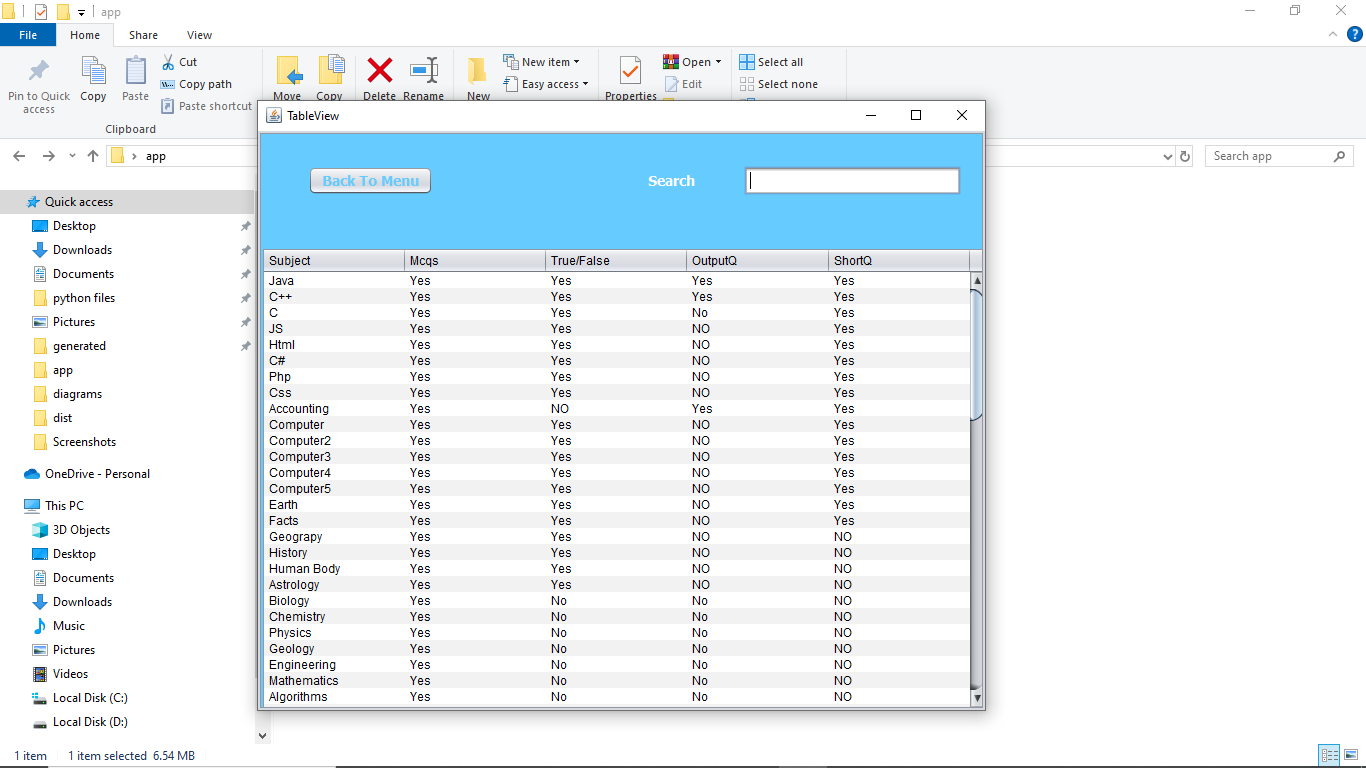 app
File Home Share View
Pin to Quick access
Copy
Paste
Cut
Copy path
Paste shortcut
Clipboard
Move
Copy
Delete
Rename
New
New item
Easy access
Properties
Open
Edit
Select all
Select none
app
Search app
Quick access
Desktop
Downloads
Documents
python files
Pictures
generated
app
diagrams
dist
Screenshots
OneDrive - Personal
This PC
3D Objects
Desktop
Documents
Downloads
Music
Pictures
Videos
Local Disk (C:)
Local Disk (D:)
1 item 1 item selected 6.54 MB
TableView
Back To Menu Search
Subject Mcqs True/False OutputQ ShortQ
Java Yes Yes Yes Yes
C++ Yes Yes Yes Yes
C Yes Yes No Yes
JS Yes Yes NO Yes
Html Yes Yes NO Yes
C# Yes Yes NO Yes
Php Yes Yes NO Yes
Css Yes Yes NO Yes
Accounting Yes NO Yes Yes
Computer Yes Yes NO Yes
Computer2 Yes Yes NO Yes
Computer3 Yes Yes NO Yes
Computer4 Yes Yes NO Yes
Computer5 Yes Yes NO Yes
Earth Yes Yes NO Yes
Facts Yes Yes NO Yes
Geograpy Yes Yes NO NO
History Yes Yes NO NO
Human Body Yes Yes NO NO
Astrology Yes Yes NO NO
Biology Yes No No NO
Chemistry Yes No No NO
Physics Yes No No NO
Geology Yes No No NO
Engineering Yes No No NO
Mathematics Yes No No NO
Algorithms Yes No No NO